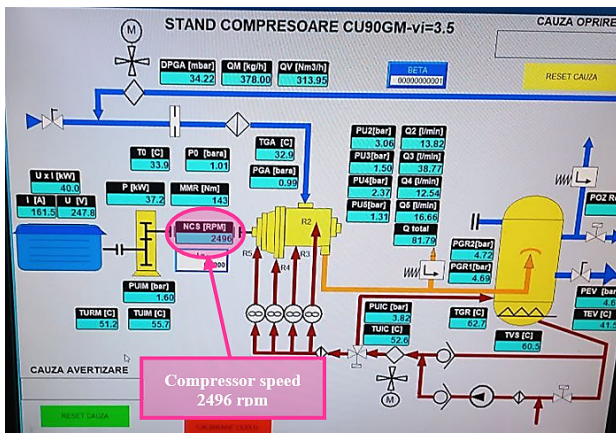 STAND COMPRESOARE CU90GM-vi=3.5
CAUZA OPRIRE
DPGA [mbar]
34.22
QM [kg/h]
378.00
QV [Nm3/h]
313.95
BETA
00000000001
RESET CAUZA
M
T0 [C]
33.9
P0 [bara]
1.01
TGA [C]
32.9
PGA [bara]
0.99
PU2[bar]
3.06
Q2 [l/min]
13.82
PU3[bar]
1.50
Q3 [l/min]
38.77
PU4[bar]
2.37
Q4 [l/min]
12.54
PU5[bar]
1.31
Q5 [l/min]
16.66
Q total
81.79
U x I [kW]
40.0
I [A]
161.5
U [V]
247.8
P [kW]
37.2
MMR [Nm]
143
NCS [RPM]
2496
R2
R3
R4
R5
PUIM [bar]
1.60
TURM [C]
51.2
TUIM [C]
55.7
PGR2[bar]
4.72
PGR1[bar]
4.69
POZ R
PUIC [bar]
3.82
TUIC [C]
52.6
TGR [C]
62.7
TVS [C]
60.5
PEV [bar]
4.6
TEV [C]
41.5
M
CAUZA AVERTIZARE
Compressor speed
2496 rpm
RESET CAUZA